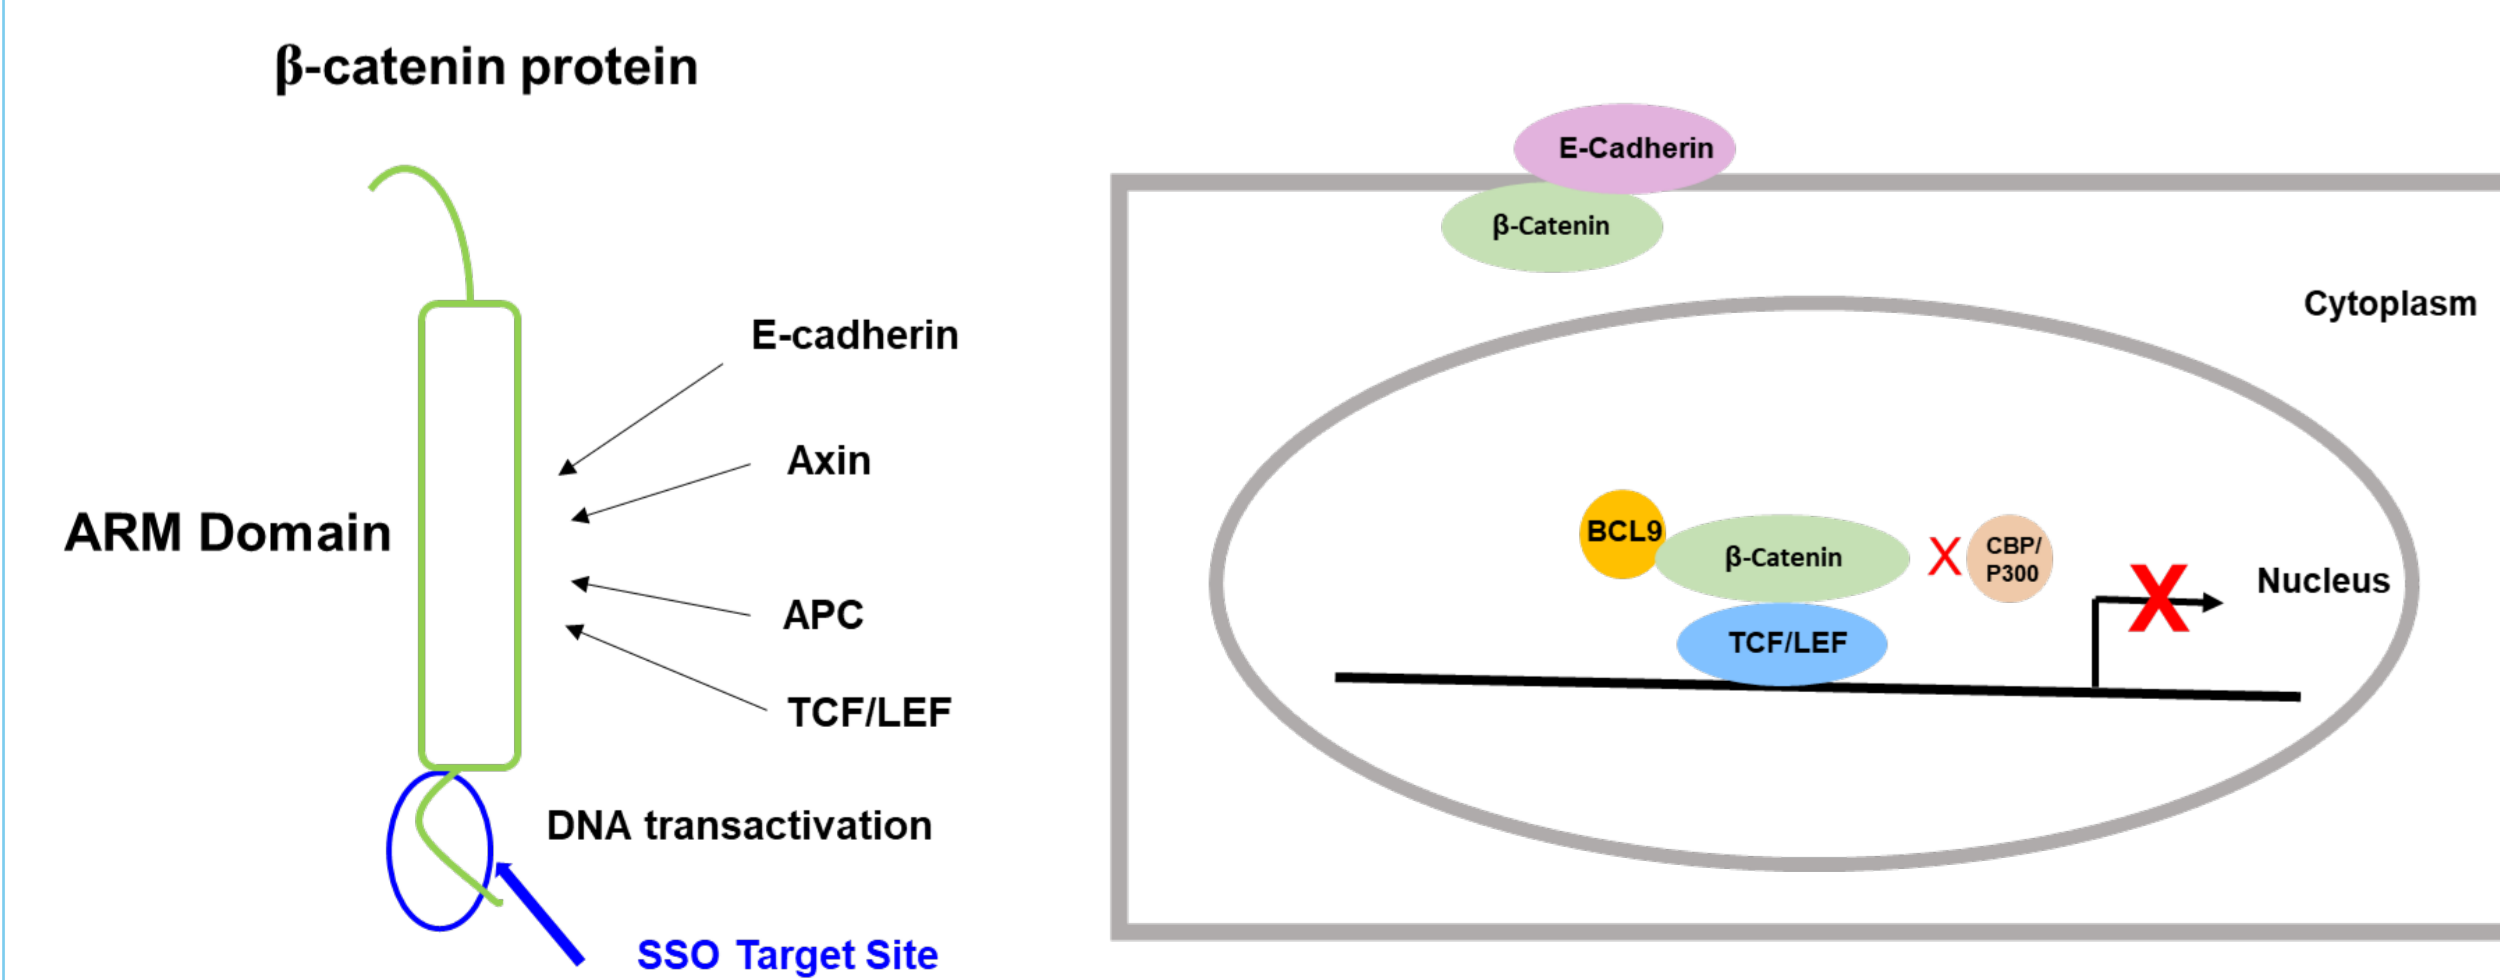 β-catenin protein
E-cadherin
Axin
ARM Domain
APC
TCF/LEF
DNA transactivation
SSO Target Site
E-Cadherin
β-Catenin
Cytoplasm
BCL9
β-Catenin
X
CBP/
P300
X
Nucleus
TCF/LEF